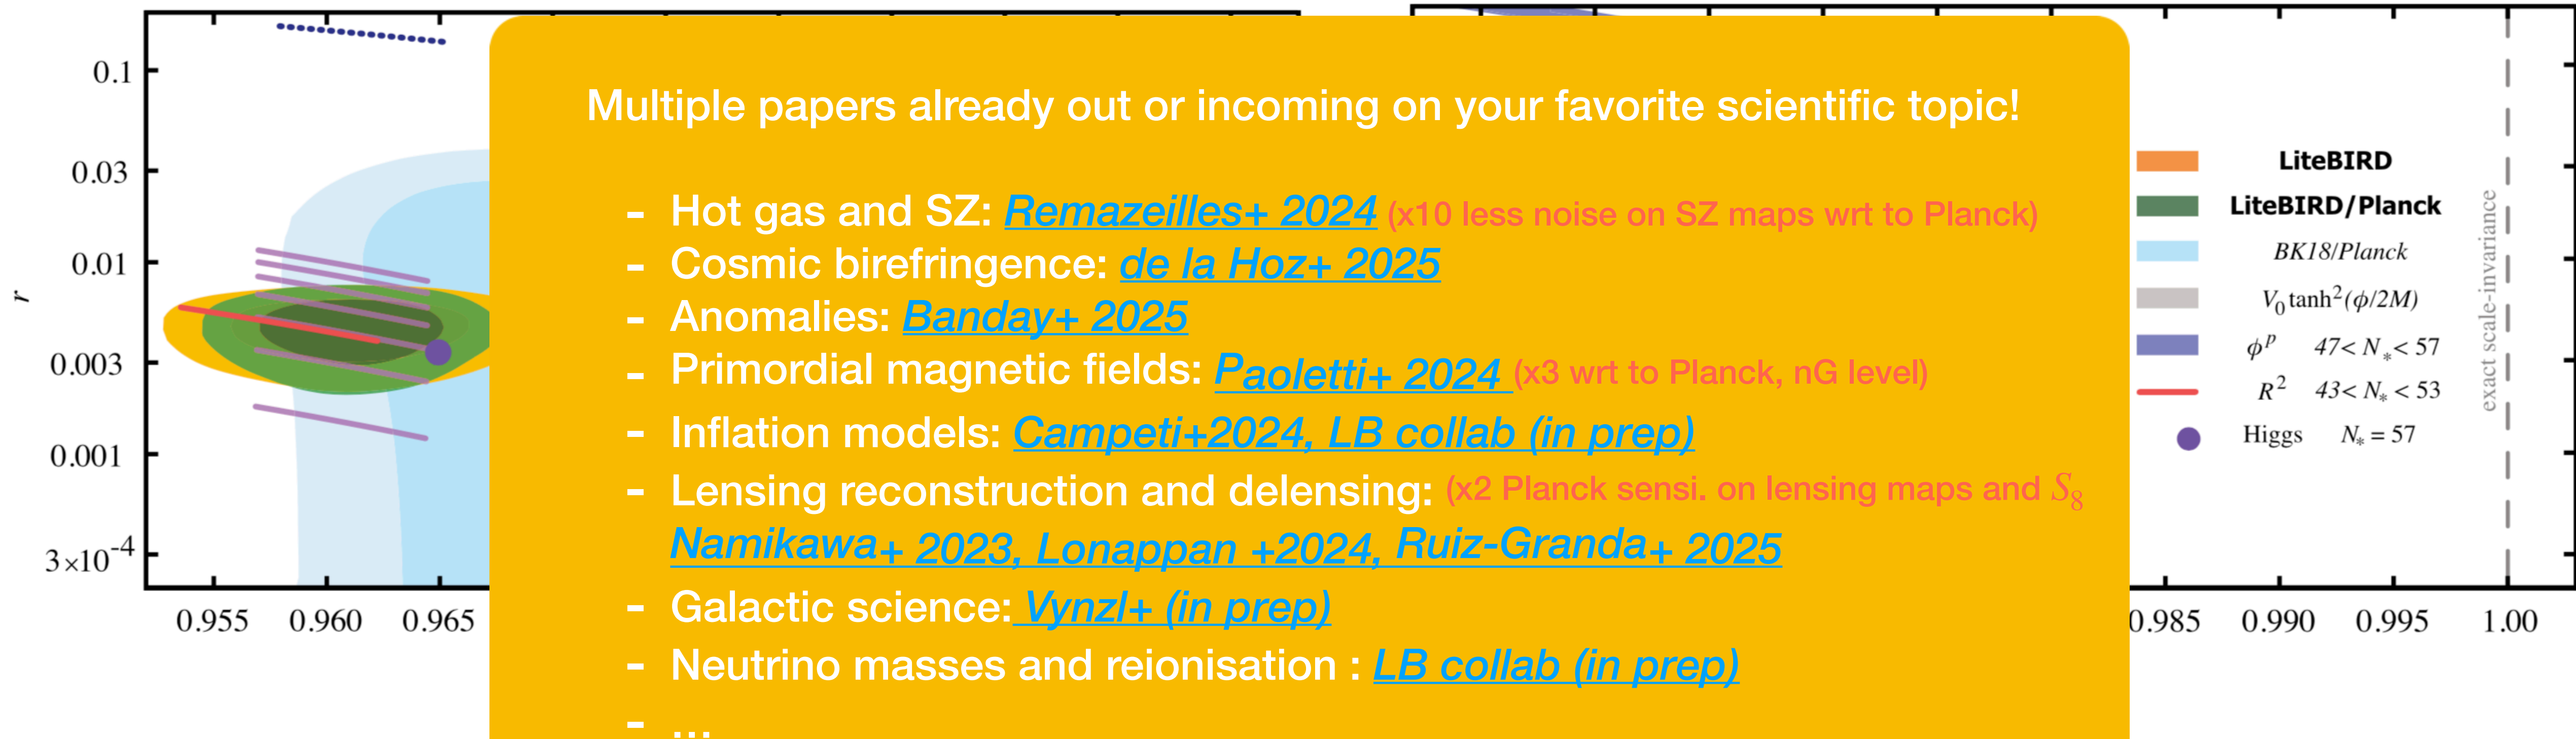 0.1
0.03
0.01
0.003
0.001
3×10⁻⁴
r
0.955 0.960 0.965
Multiple papers already out or incoming on your favorite scientific topic!
- Hot gas and SZ: Remazeilles+ 2024 (x10 less noise on SZ maps wrt to Planck)
- Cosmic birefringence: de la Hoz+ 2025
- Anomalies: Banday+ 2025
- Primordial magnetic fields: Paoletti+ 2024 (x3 wrt to Planck, nG level)
- Inflation models: Campeti+2024, LB collab (in prep)
- Lensing reconstruction and delensing: (x2 Planck sensi. on lensing maps and S₈
Namikawa+ 2023, Lonappan +2024, Ruiz-Granda+ 2025
- Galactic science: Vynzl+ (in prep)
- Neutrino masses and reionisation : LB collab (in prep)
- ...
LiteBIRD
LiteBIRD/Planck
BK18/Planck
V₀ tanh²(ϕ/2M)
ϕᵖ 47< N* < 57
R² 43< N* < 53
Higgs N* = 57
exact scale-invariance
0.985 0.990 0.995 1.00